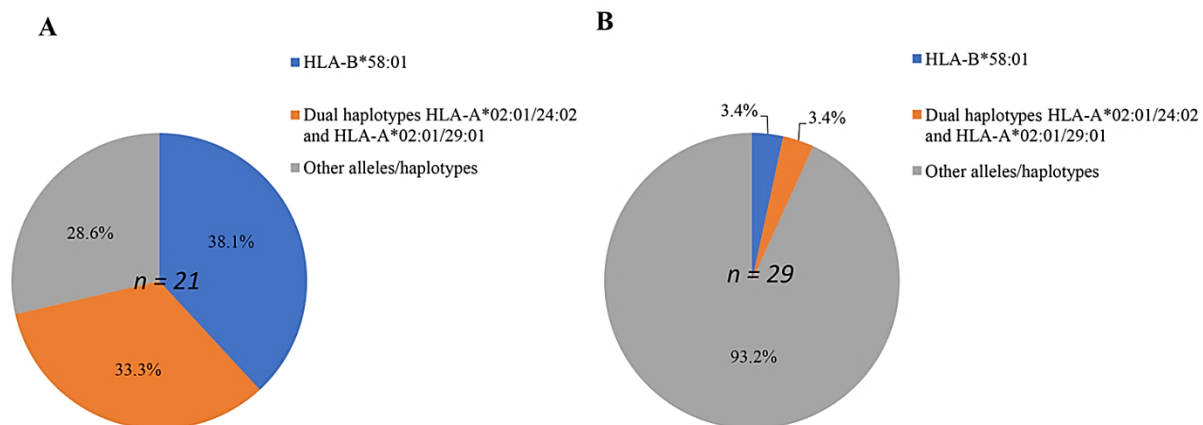 A
HLA-B*58:01
Dual haplotypes HLA-A*02:01/24:02
and HLA-A*02:01/29:01
Other alleles/haplotypes
28.6%
38.1%
n = 21
33.3%
B
HLA-B*58:01
3.4%
3.4%
Dual haplotypes HLA-A*02:01/24:02
and HLA-A*02:01/29:01
Other alleles/haplotypes
n = 29
93.2%